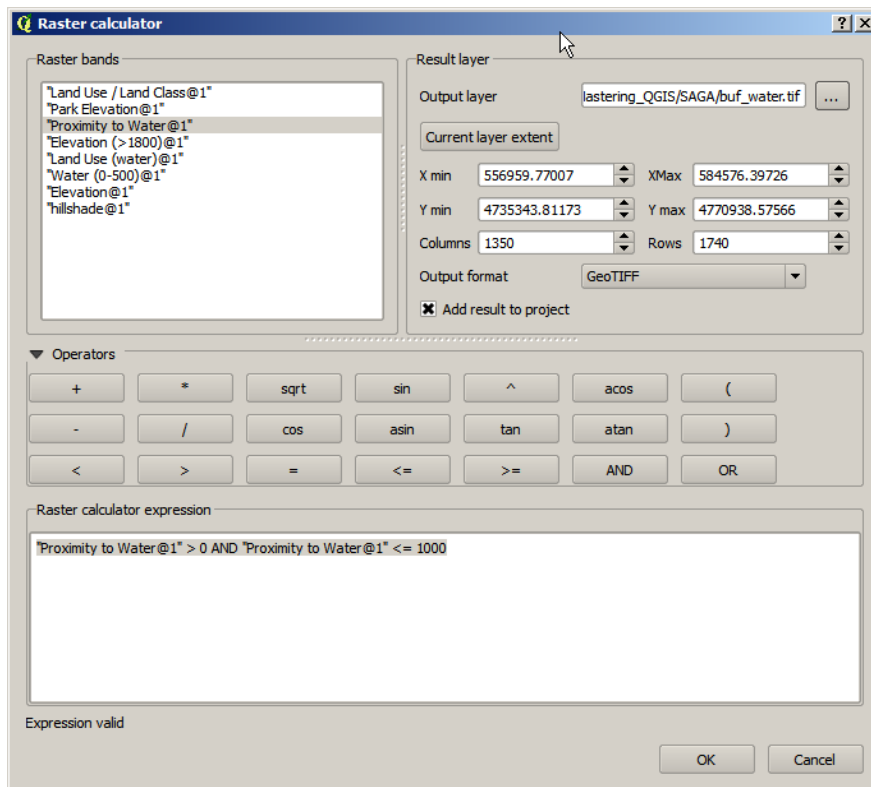 Raster calculator
Raster bands
"Land Use / Land Class@1"
"Park Elevation@1"
"Proximity to Water@1"
"Elevation (>1800)@1"
"Land Use (water)@1"
"Water (0-500)@1"
"Elevation@1"
"hillshade@1"
Result layer
Output layer lastering_QGIS/SAGA/buf_water.tif ...
Current layer extent
X min 556959.77007 XMax 584576.39726
Y min 4735343.81173 Y max 4770938.57566
Columns 1350 Rows 1740
Output format GeoTIFF
Add result to project
Operators
+ * sqrt sin ^ acos (
- / cos asin tan atan )
< > = <= >= AND OR
Raster calculator expression
"Proximity to Water@1" > 0 AND "Proximity to Water@1" <= 1000
Expression valid
OK Cancel